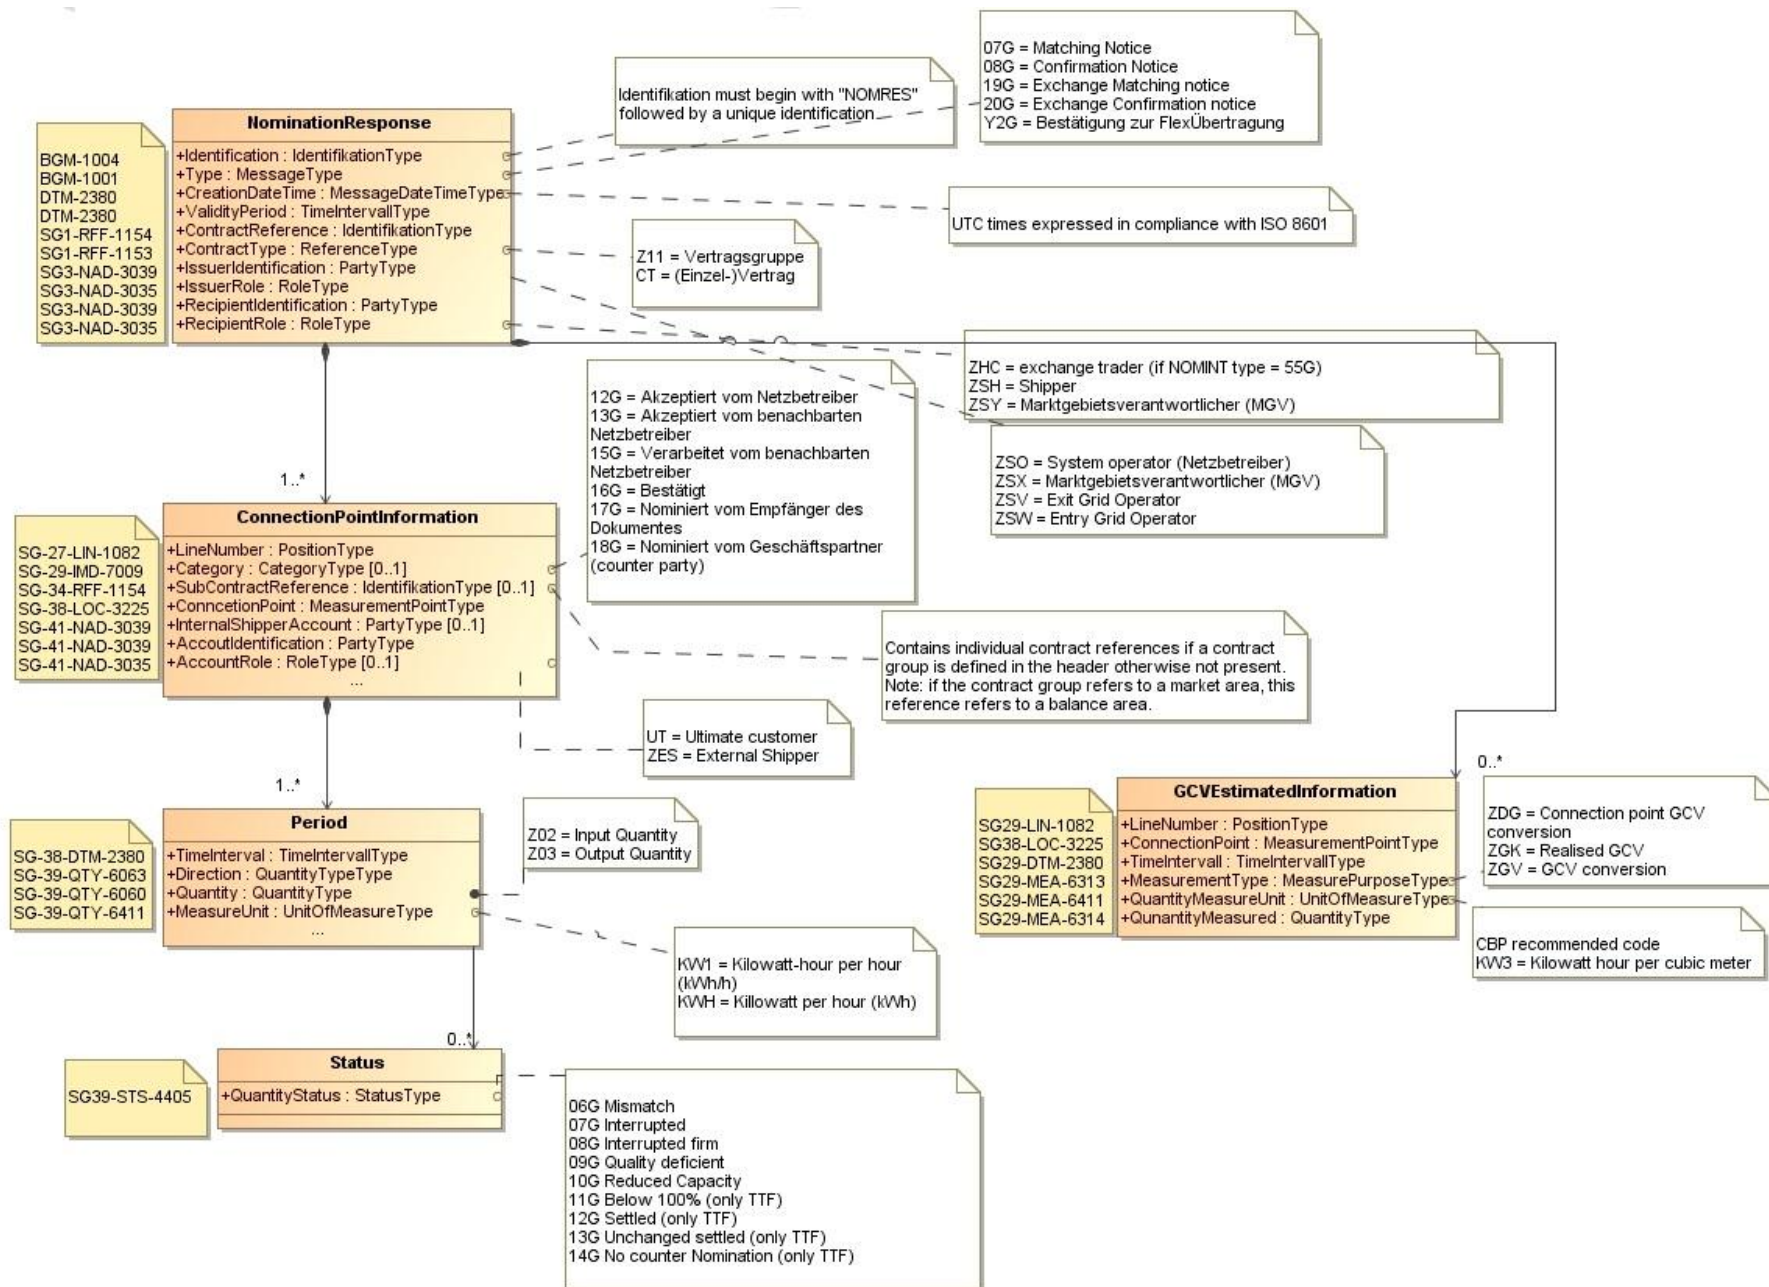 07G = Matching Notice
08G = Confirmation Notice
19G = Exchange Matching notice
20G = Exchange Confirmation notice
Y2G = Bestätigung zur FlexÜbertragung
Identifikation must begin with "NOMRES"
followed by a unique identification
NominationResponse
+Identification : IdentifikationType
+Type : MessageType
+CreationDateTime : MessageDateTimeType
+ValidityPeriod : TimeIntervallType
+ContractReference : IdentifikationType
+ContractType : ReferenceType
+IssuerIdentification : PartyType
+IssuerRole : RoleType
+RecipientIdentification : PartyType
+RecipientRole : RoleType
BGM-1004
BGM-1001
DTM-2380
DTM-2380
SG1-RFF-1154
SG1-RFF-1153
SG3-NAD-3039
SG3-NAD-3035
SG3-NAD-3039
SG3-NAD-3035
UTC times expressed in compliance with ISO 8601
Z11 = Vertragsgruppe
CT = (Einzel-)Vertrag
ZHC = exchange trader (if NOMINT type = 55G)
ZSH = Shipper
ZSY = Marktgebietsverantwortlicher (MGV)
ZSO = System operator (Netzbetreiber)
ZSX = Marktgebietsverantwortlicher (MGV)
ZSV = Exit Grid Operator
ZSW = Entry Grid Operator
12G = Akzeptiert vom Netzbetreiber
13G = Akzeptiert vom benachbarten
Netzbetreiber
15G = Verarbeitet vom benachbarten
Netzbetreiber
16G = Bestätigt
17G = Nominiert vom Empfänger des
Dokumentes
18G = Nominiert vom Geschäftspartner
(counter party)
1..*
ConnectionPointInformation
+LineNumber : PositionType
+Category : CategoryType [0..1]
+SubContractReference : IdentifikationType [0..1]
+ConncetionPoint : MeasurementPointType
+InternalShipperAccount : PartyType [0..1]
+AccoutIdentification : PartyType
+AccountRole : RoleType [0..1]
...
SG-27-LIN-1082
SG-29-IMD-7009
SG-34-RFF-1154
SG-38-LOC-3225
SG-41-NAD-3039
SG-41-NAD-3039
SG-41-NAD-3035
Contains individual contract references if a contract
group is defined in the header otherwise not present.
Note: if the contract group refers to a market area, this
reference refers to a balance area.
UT = Ultimate customer
ZES = External Shipper
1..*
0..*
Period
+TimeInterval : TimeIntervallType
+Direction : QuantityTypeType
+Quantity : QuantityType
+MeasureUnit : UnitOfMeasureType
...
SG-38-DTM-2380
SG-39-QTY-6063
SG-39-QTY-6060
SG-39-QTY-6411
Z02 = Input Quantity
Z03 = Output Quantity
GCVEstimatedInformation
+LineNumber : PositionType
+ConnectionPoint : MeasurementPointType
+TimeIntervall : TimeIntervallType
+MeasurementType : MeasurePurposeType
+QuantityMeasureUnit : UnitOfMeasureType
+QunantityMeasured : QuantityType
SG29-LIN-1082
SG38-LOC-3225
SG29-DTM-2380
SG29-MEA-6313
SG29-MEA-6411
SG29-MEA-6314
ZDG = Connection point GCV
conversion
ZGK = Realised GCV
ZGV = GCV conversion
CBP recommended code
KW3 = Kilowatt hour per cubic meter
KW1 = Kilowatt-hour per hour
(kWh/h)
KWH = Killowatt per hour (kWh)
0..*
Status
+QuantityStatus : StatusType
SG39-STS-4405
06G Mismatch
07G Interrupted
08G Interrupted firm
09G Quality deficient
10G Reduced Capacity
11G Below 100% (only TTF)
12G Settled (only TTF)
13G Unchanged settled (only TTF)
14G No counter Nomination (only TTF)